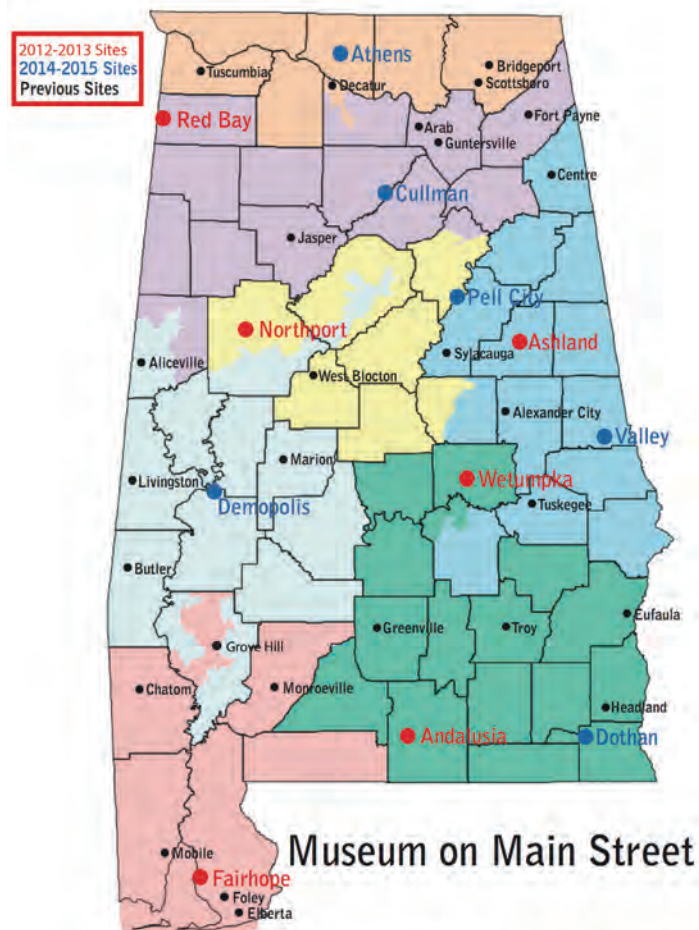 2012-2013 Sites
2014-2015 Sites
Previous Sites
Athens
Tuscumbia
Bridgeport
Scottsboro
Decatur
Red Bay
Fort Payne
Arab
Guntersville
Centre
Cullman
Jasper
Pell City
Northport
Ashland
Sylacauga
Aliceville
West Blocton
Alexander City
Valley
Marion
Livingston
Wetumpka
Demopolis
Tuskegee
Butler
Eufaula
Greenville
Troy
Grove Hill
Chatom
Monroeville
Headland
Andalusia
Dothan
Museum on Main Street
Mobile
Fairhope
Foley
Elberta